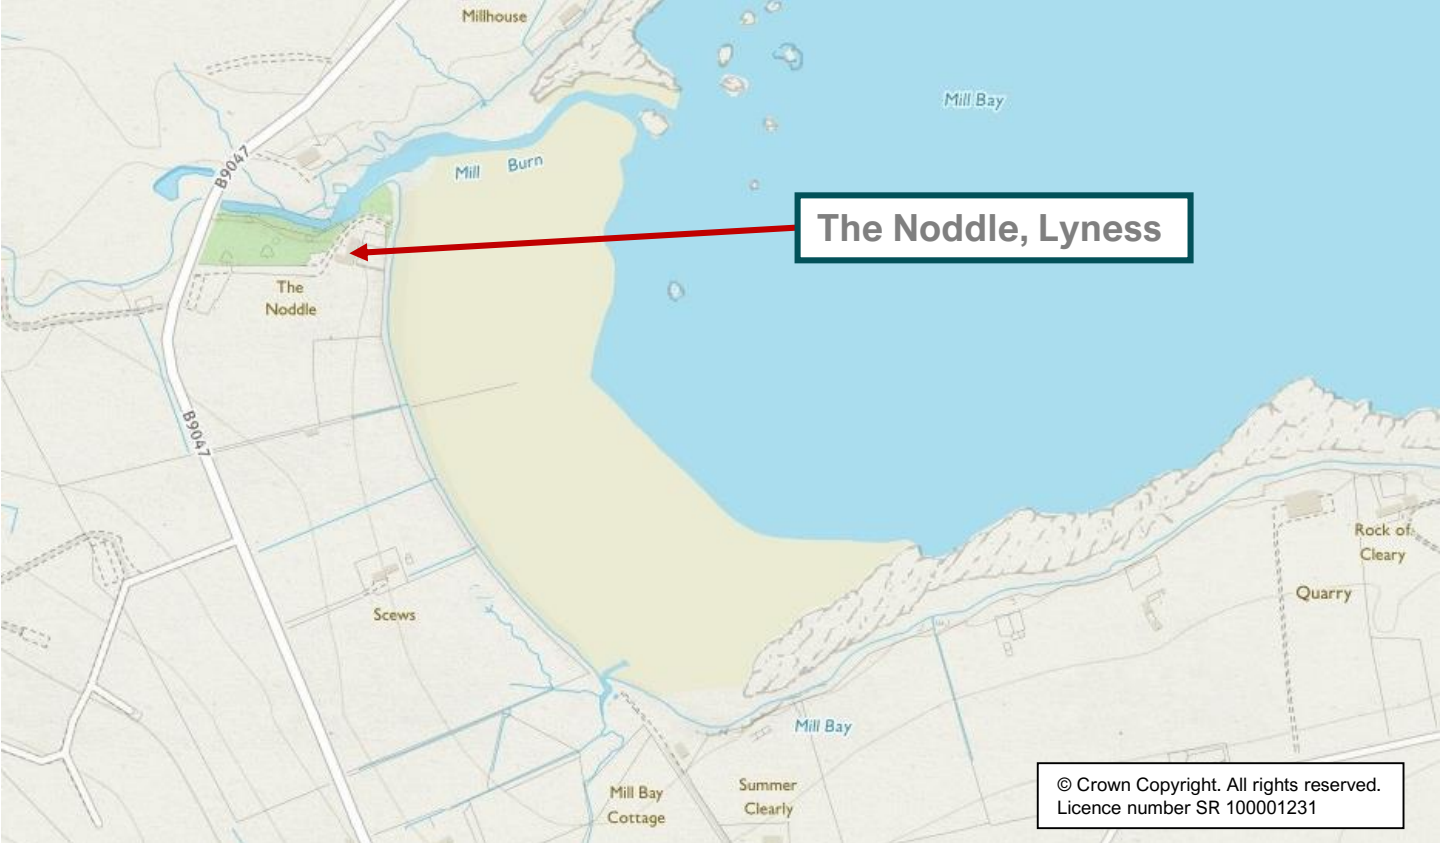 Millhouse
Mill Bay
B9047
Mill Burn
The Noddle, Lyness
The
Noddle
B9047
Rock of
Cleary
Quarry
Scews
Mill Bay
Mill Bay
Cottage
Summer
Clearly
© Crown Copyright. All rights reserved.
Licence number SR 100001231